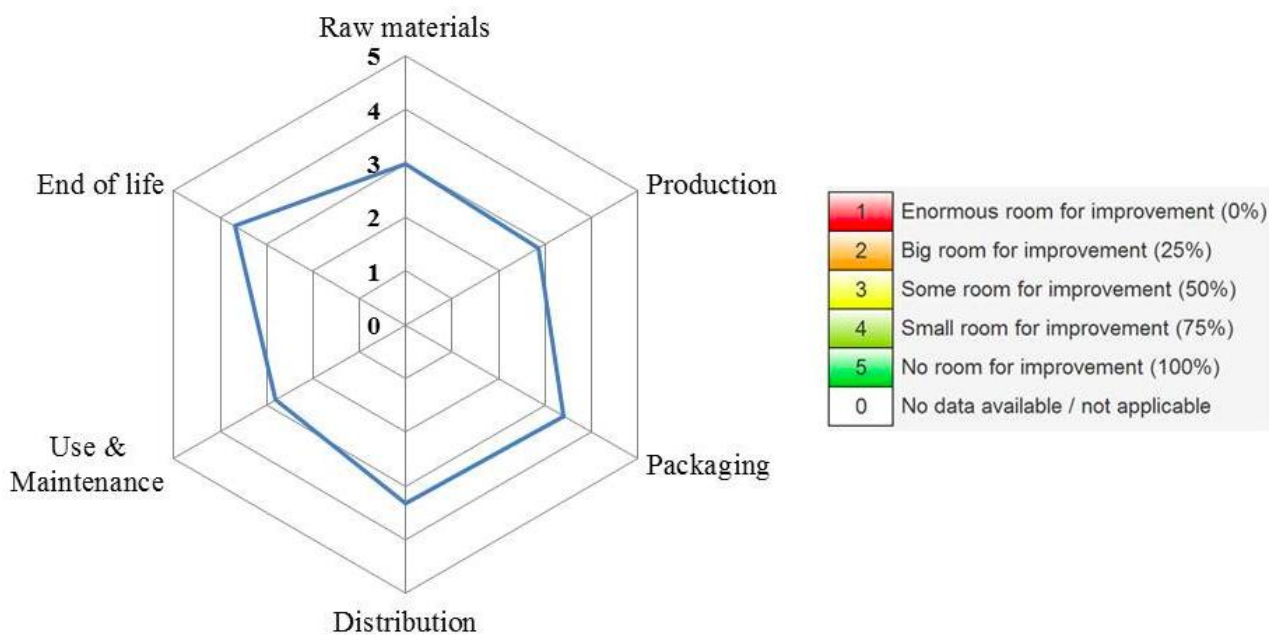 Raw materials
5
4
3
2
1
0
End of life
Production
Use &
Maintenance
Packaging
Distribution
1 Enormous room for improvement (0%)
2 Big room for improvement (25%)
3 Some room for improvement (50%)
4 Small room for improvement (75%)
5 No room for improvement (100%)
0 No data available / not applicable